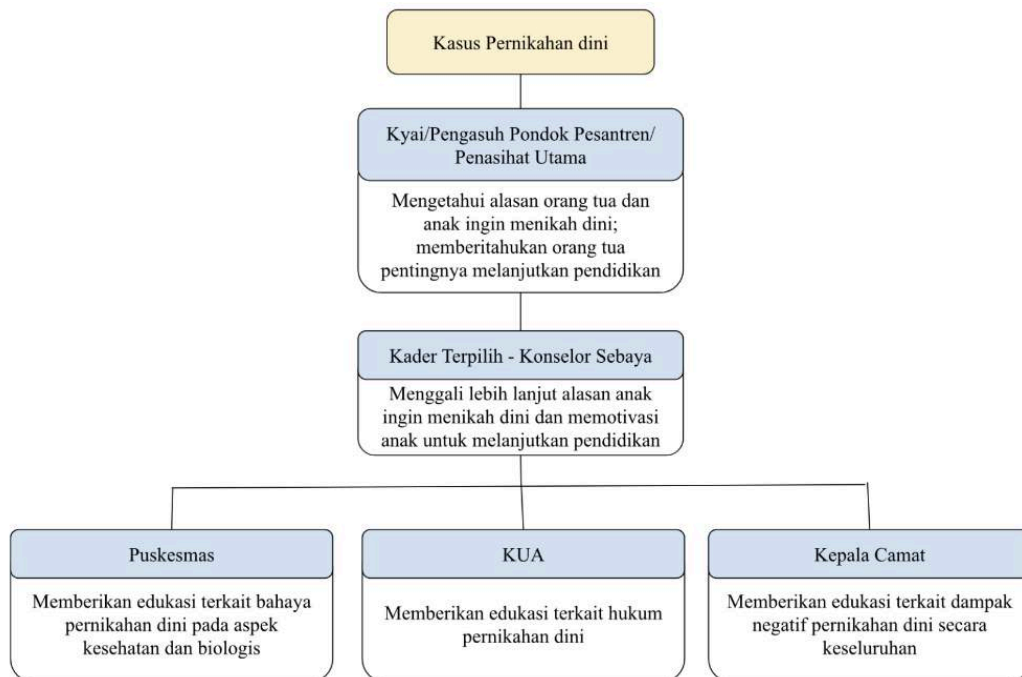 Kasus Pernikahan dini
Kyai/Pengasuh Pondok Pesantren/
Penasihat Utama
Mengetahui alasan orang tua dan
anak ingin menikah dini;
memberitahukan orang tua
pentingnya melanjutkan pendidikan
Kader Terpilih - Konselor Sebaya
Menggali lebih lanjut alasan anak
ingin menikah dini dan memotivasi
anak untuk melanjutkan pendidikan
Puskesmas
Memberikan edukasi terkait bahaya
pernikahan dini pada aspek
kesehatan dan biologis
KUA
Memberikan edukasi terkait hukum
pernikahan dini
Kepala Camat
Memberikan edukasi terkait dampak
negatif pernikahan dini secara
keseluruhan